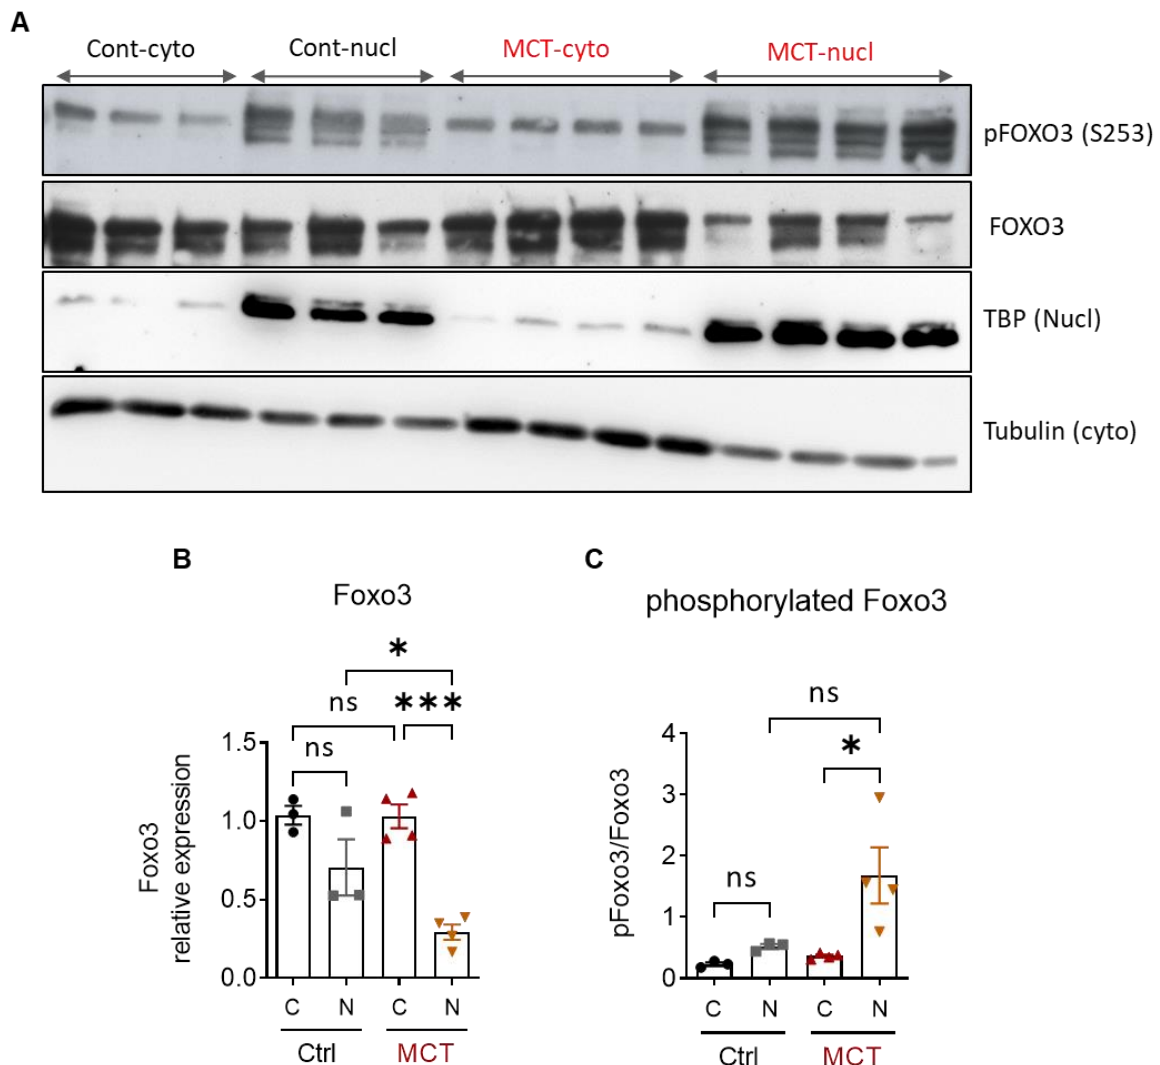 A
Cont-cyto Cont-nucl MCT-cyto MCT-nucl
pFOXO3 (S253)
FOXO3
TBP (Nucl)
Tubulin (cyto)
B
Foxo3
*
ns ***
ns
Foxo3
relative expression
1.5
1.0
0.5
0.0
C N C N
Ctrl MCT
C
phosphorylated Foxo3
ns
*
ns
pFoxo3/Foxo3
4
3
2
1
0
C N C N
Ctrl MCT